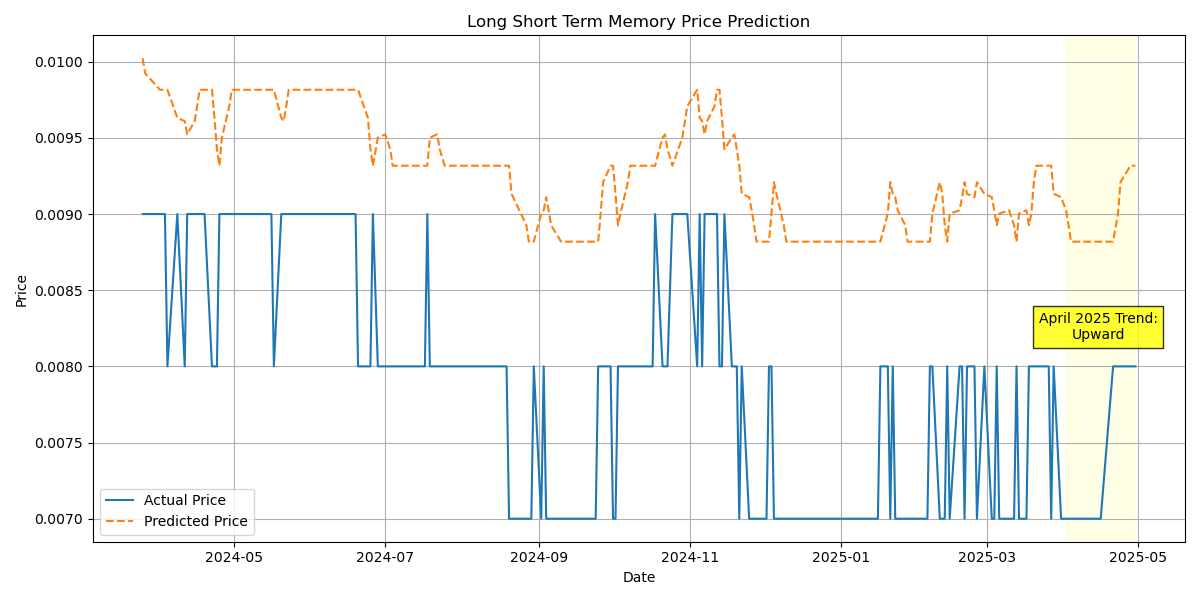 Long Short Term Memory Price Prediction
0.0100
0.0095
0.0090
0.0085
0.0080
0.0075
0.0070
Price
April 2025 Trend:
Upward
Actual Price
Predicted Price
2024-05
2024-07
2024-09
2024-11
2025-01
2025-03
2025-05
Date